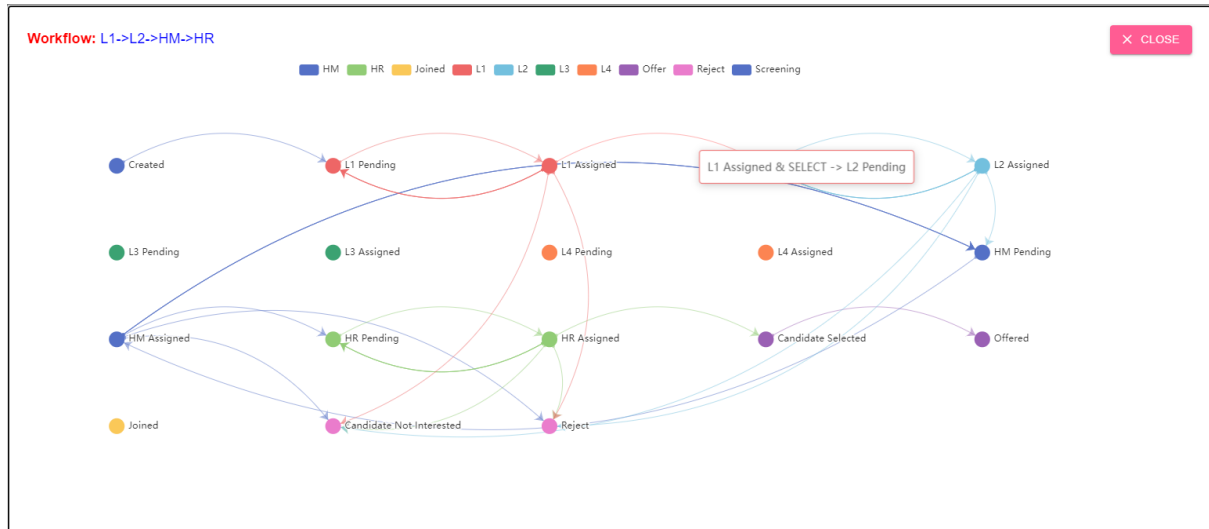 Workflow: L1->L2->HM->HR
× CLOSE
HM HR Joined L1 L2 L3 L4 Offer Reject Screening
Created L1 Pending L1 Assigned L1 Assigned & SELECT -> L2 Pending L2 Assigned
L3 Pending L3 Assigned L4 Pending L4 Assigned HM Pending
HM Assigned HR Pending HR Assigned Candidate Selected Offered
Joined Candidate Not Interested Reject